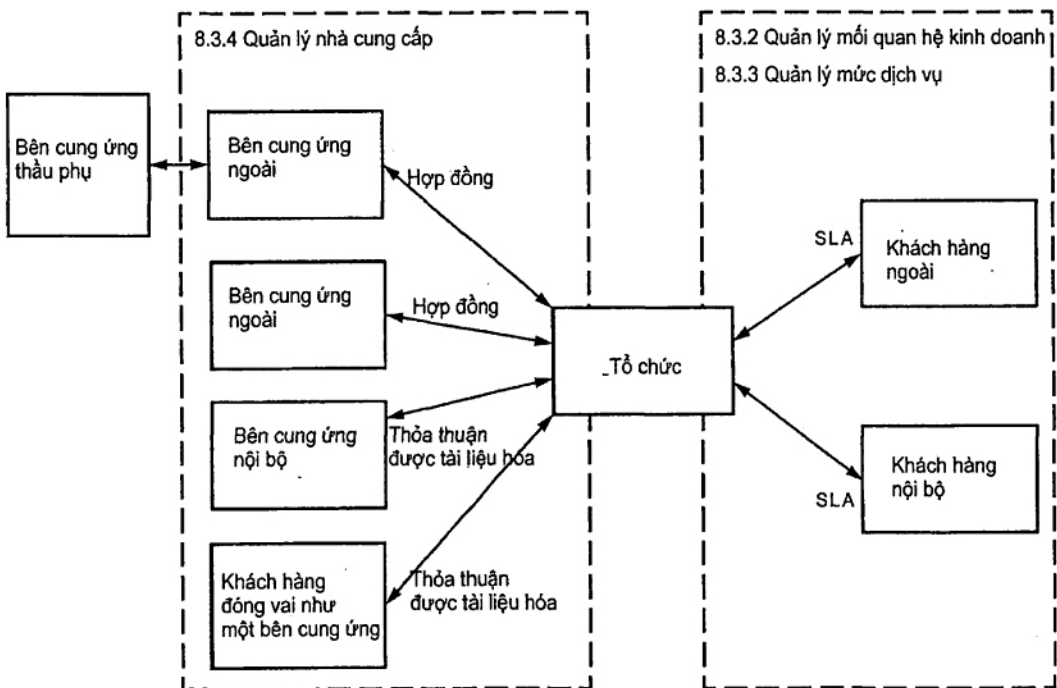 8.3.4 Quản lý nhà cung cấp
8.3.2 Quản lý mối quan hệ kinh doanh
8.3.3 Quản lý mức dịch vụ
Bên cung ứng
thầu phụ
Bên cung ứng
ngoài
Hợp đồng
Bên cung ứng
ngoài
Hợp đồng
Bên cung ứng
nội bộ
Thỏa thuận
được tài liệu hóa
Khách hàng
đóng vai như
một bên cung ứng
Thỏa thuận
được tài liệu hóa
Tổ chức
SLA
Khách hàng
ngoài
Khách hàng
nội bộ
SLA